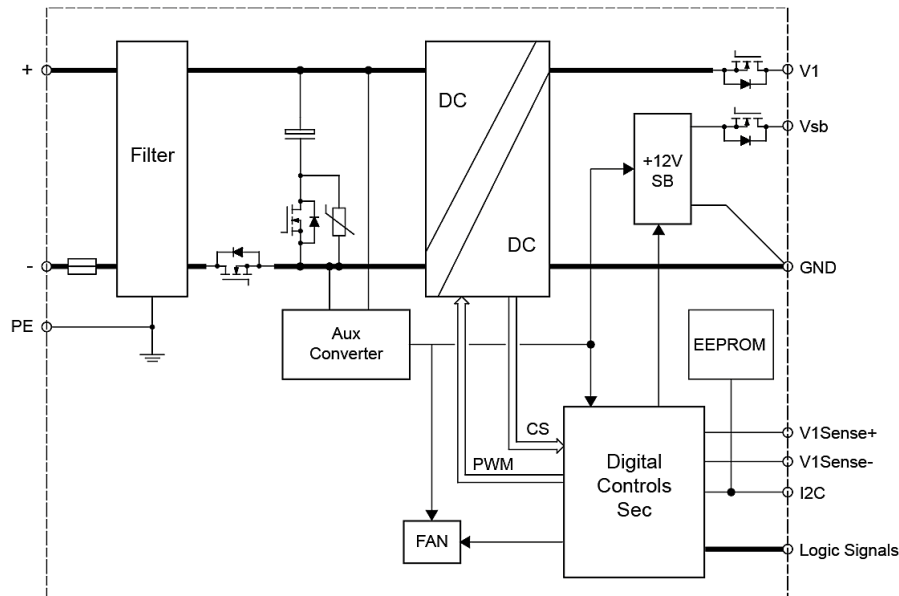 +
V1
DC
Filter
+12V
SB
Vsb
DC
-
GND
PE
Aux
Converter
EEPROM
CS
PWM
Digital
Controls
Sec
V1Sense+
V1Sense-
I2C
FAN
Logic Signals